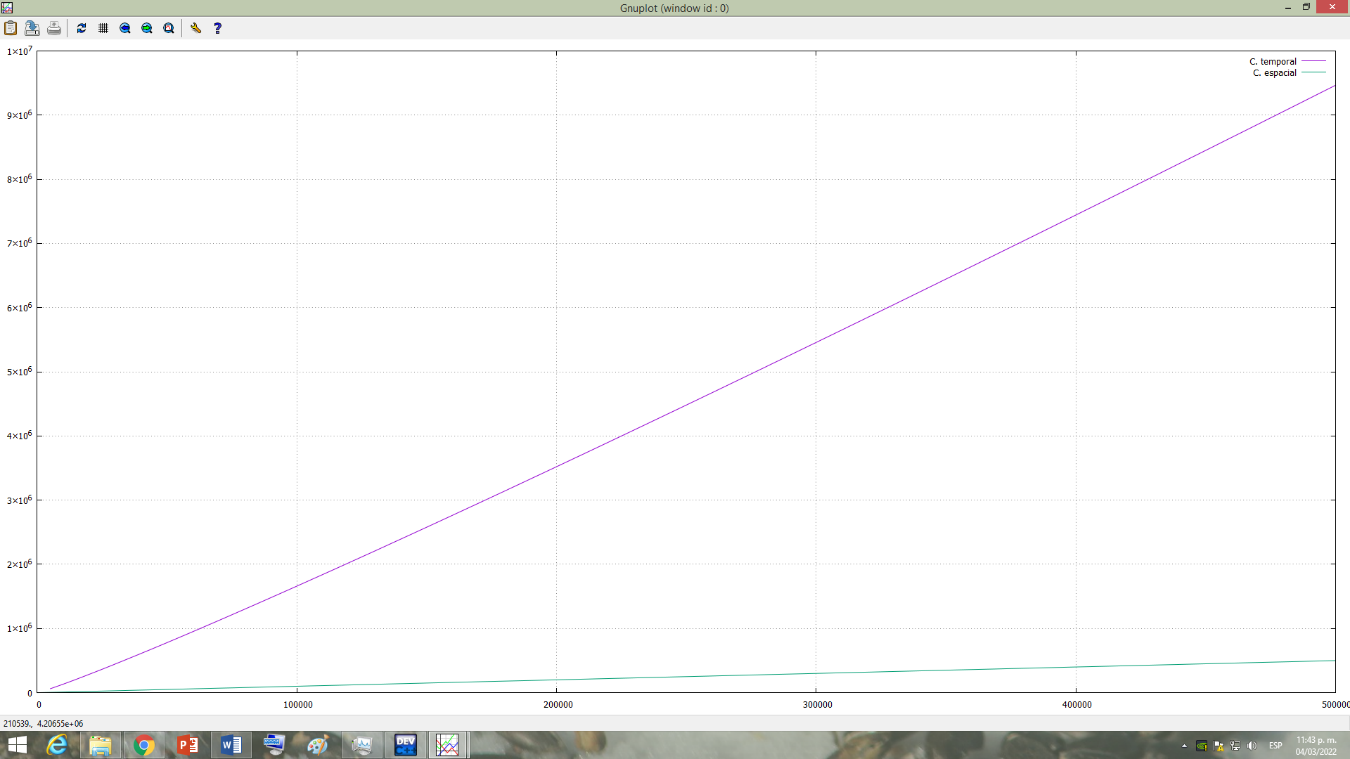 Gnuplot (window id : 0)
1×10⁷
C. temporal
C. espacial
9×10⁶
8×10⁶
7×10⁶
6×10⁶
5×10⁶
4×10⁶
3×10⁶
2×10⁶
1×10⁶
0
0 100000 200000 300000 400000 500000
210539., 4.20655e+06
ESP
11:43 p. m.
04/03/2022
DEV